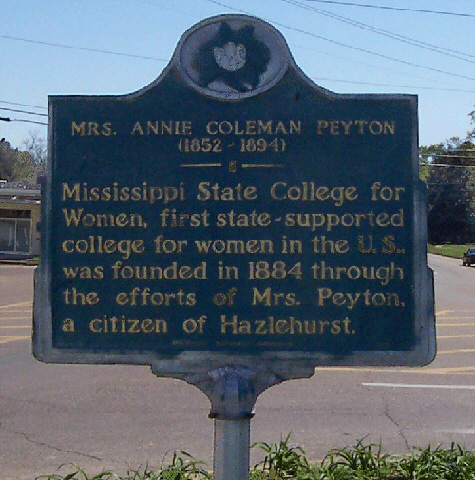 MRS. ANNIE COLEMAN PEYTON
(1852 - 1894)
Mississippi State College for
Women, first state-supported
college for women in the U. S.,
was founded in 1884 through
the efforts of Mrs. Peyton,
a citizen of Hazlehurst.